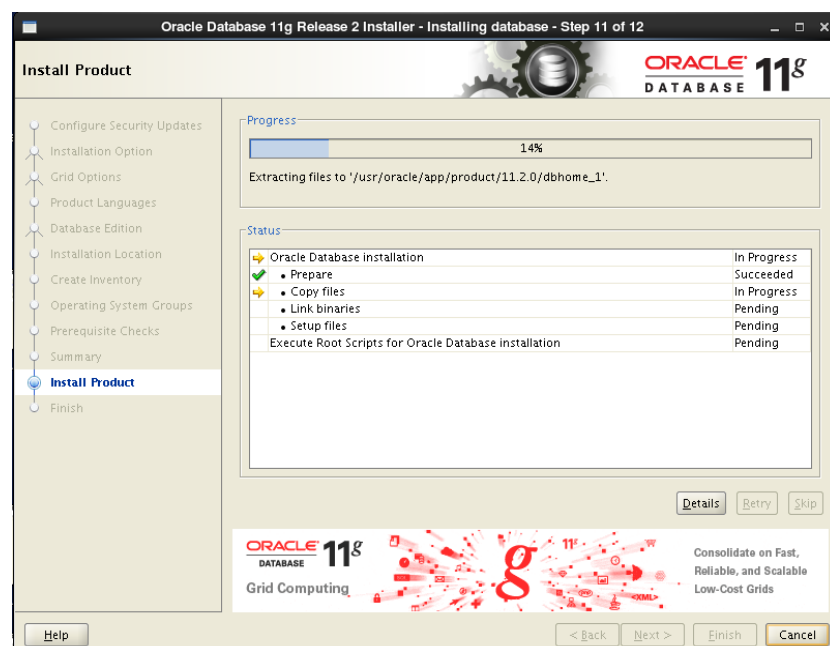 Oracle Database 11g Release 2 Installer - Installing database - Step 11 of 12
Install Product
ORACLE
DATABASE
11g
Configure Security Updates
Installation Option
Grid Options
Product Languages
Database Edition
Installation Location
Create Inventory
Operating System Groups
Prerequisite Checks
Summary
Install Product
Finish
Progress
14%
Extracting files to '/usr/oracle/app/product/11.2.0/dbhome_1'.
Status
Oracle Database installation In Progress
• Prepare Succeeded
• Copy files In Progress
• Link binaries Pending
• Setup files Pending
Execute Root Scripts for Oracle Database installation Pending
Details Retry Skip
ORACLE
DATABASE
11g
Grid Computing
g
11g
<XML>
Consolidate on Fast,
Reliable, and Scalable
Low-Cost Grids
Help < Back Next > Finish Cancel